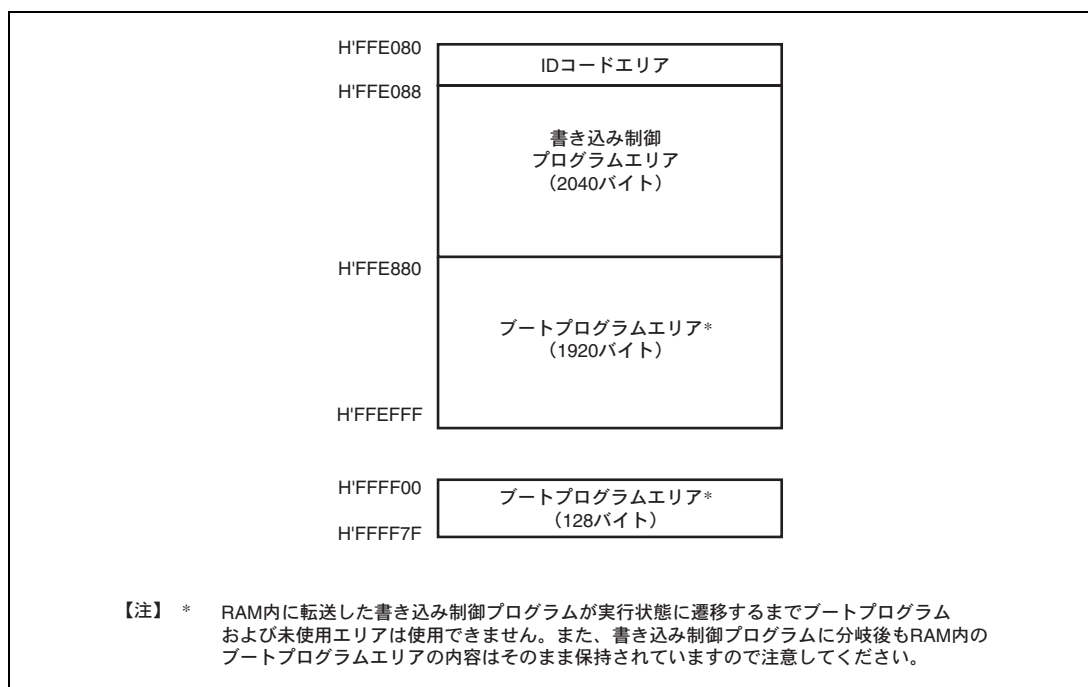 H'FFE080
IDコードエリア
H'FFE088
書き込み制御
プログラムエリア
（2040バイト）
H'FFE880
ブートプログラムエリア*
（1920バイト）
H'FFEFFF
H'FFFF00
ブートプログラムエリア*
（128バイト）
H'FFFF7F
【注】 * RAM内に転送した書き込み制御プログラムが実行状態に遷移するまでブートプログラム
および未使用エリアは使用できません。また、書き込み制御プログラムに分岐後もRAM内の
ブートプログラムエリアの内容はそのまま保持されていますので注意してください。